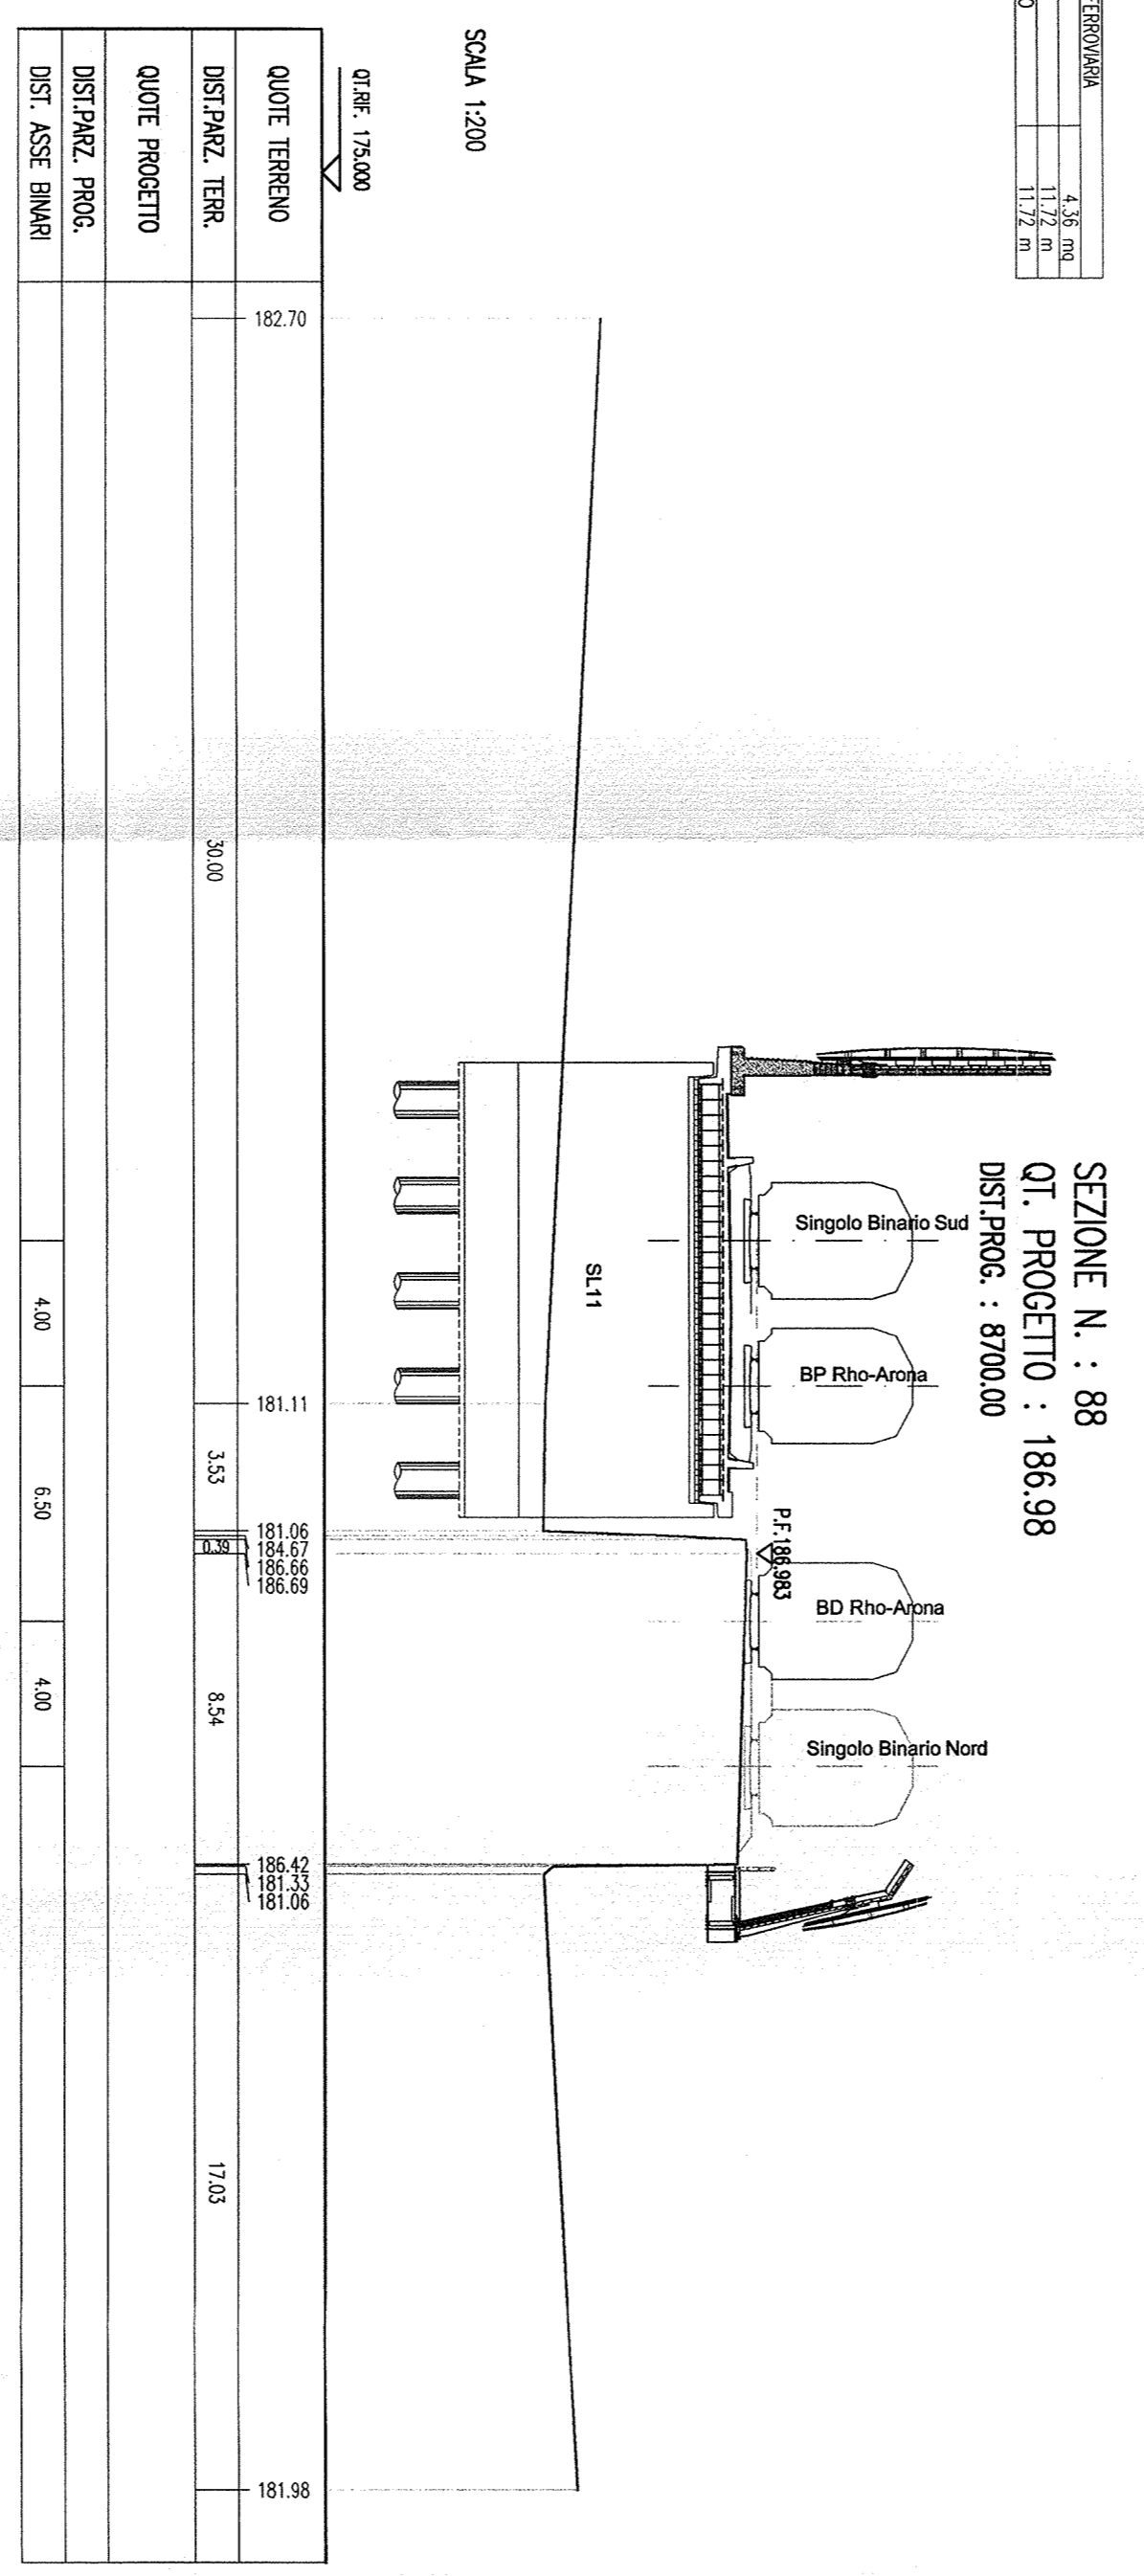 FERROVIARIA
4.36 mq
11.72 m
O 11.72 m
SEZIONE N. : 88
QT. PROGETTO : 186.98
DIST.PROG. : 8700.00
Singolo Binario Sud
BP Rho-Arona
BD Rho-Arona
Singolo Binario Nord
P.F.186.983
SL11
SCALA 1:200
QT.RIF. 175.000
QUOTE TERRENO 182.70 181.11 181.06 184.67 186.66 186.69 186.42 181.33 181.06 181.98
DIST.PARZ. TERR. 30.00 3.53 0.39 8.54 17.03
QUOTE PROGETTO
DIST.PARZ. PROG.
DIST. ASSE BINARI 4.00 6.50 4.00